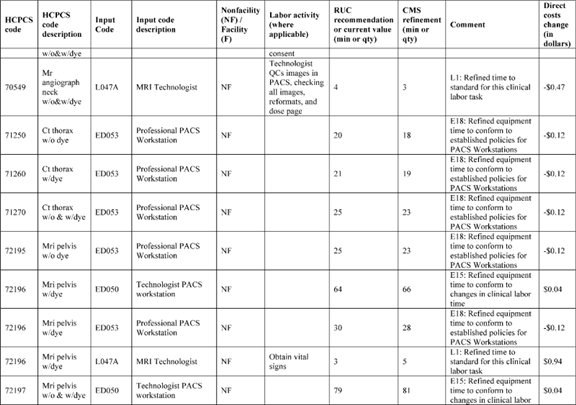 HCPCS code | HCPCS code description | Input Code | Input code description | Nonfacility (NF) / Facility (F) | Labor activity (where applicable) | RUC recommendation or current value (min or qty) | CMS refinement (min or qty) | Comment | Direct costs change (in dollars)
w/o&w/dye | consent
70549 | Mr angiograph neck w/o&w/dye | L047A | MRI Technologist | NF | Technologist QCs images in PACS, checking all images, reformats, and dose page | 4 | 3 | L1: Refined time to standard for this clinical labor task | -$0.47
71250 | Ct thorax w/o dye | ED053 | Professional PACS Workstation | NF | 20 | 18 | E18: Refined equipment time to conform to established policies for PACS Workstations | -$0.12
71260 | Ct thorax w/dye | ED053 | Professional PACS Workstation | NF | 21 | 19 | E18: Refined equipment time to conform to established policies for PACS Workstations | -$0.12
71270 | Ct thorax w/o & w/dye | ED053 | Professional PACS Workstation | NF | 25 | 23 | E18: Refined equipment time to conform to established policies for PACS Workstations | -$0.12
72195 | Mri pelvis w/o dye | ED053 | Professional PACS Workstation | NF | 25 | 23 | E18: Refined equipment time to conform to established policies for PACS Workstations | -$0.12
72196 | Mri pelvis w/dye | ED050 | Technologist PACS workstation | NF | 64 | 66 | E15: Refined equipment time to conform to changes in clinical labor time | $0.04
72196 | Mri pelvis w/dye | ED053 | Professional PACS Workstation | NF | 30 | 28 | E18: Refined equipment time to conform to established policies for PACS Workstations | -$0.12
72196 | Mri pelvis w/dye | L047A | MRI Technologist | NF | Obtain vital signs | 3 | 5 | L1: Refined time to standard for this clinical labor task | $0.94
72197 | Mri pelvis w/o & w/dye | ED050 | Technologist PACS workstation | NF | 79 | 81 | E15: Refined equipment time to conform to changes in clinical labor | $0.04